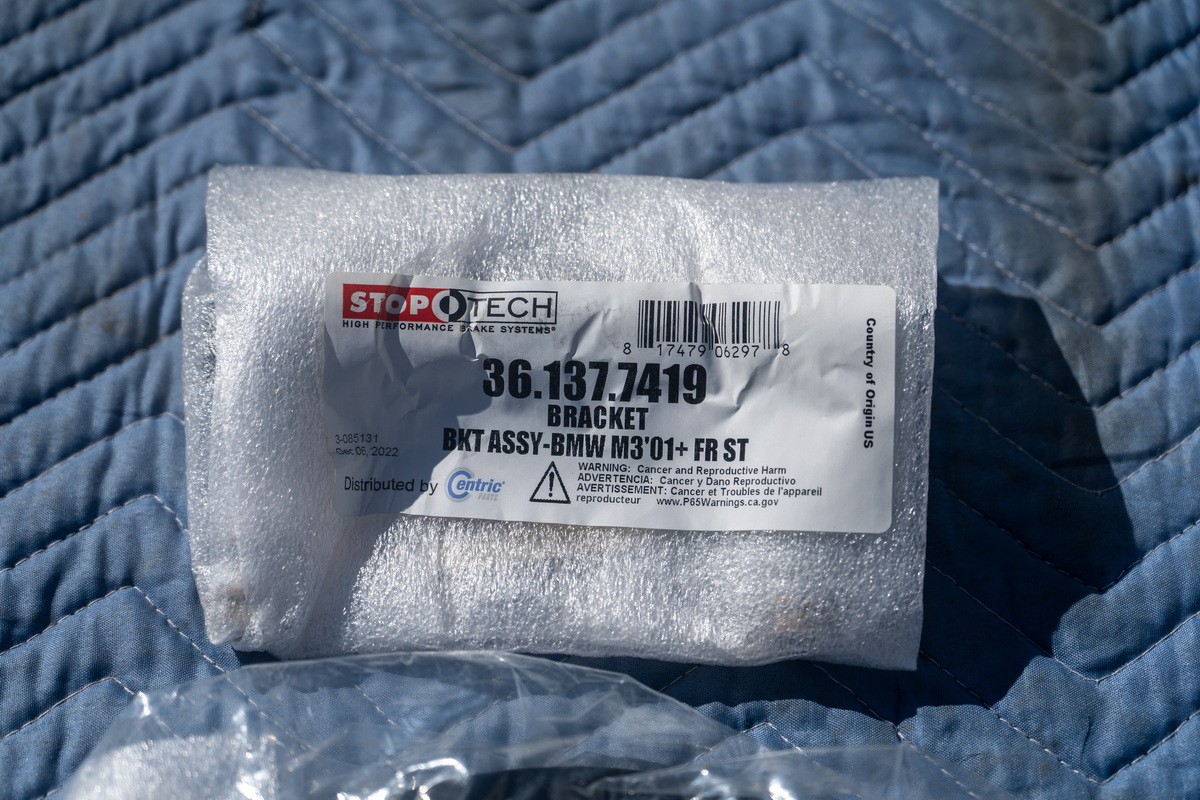 STOPTECH
HIGH PERFORMANCE BRAKE SYSTEMS®
8 17479 06297 8
36.137.7419
BRACKET
BKT ASSY-BMW M3'01+ FR ST
3-085131
Dec 06, 2022
Distributed by Centric PARTS®
WARNING: Cancer and Reproductive Harm
ADVERTENCIA: Cancer y Dano Reproductivo
AVERTISSEMENT: Cancer et Troubles de l'appareil
reproducteur www.P65Warnings.ca.gov
Country of Origin US